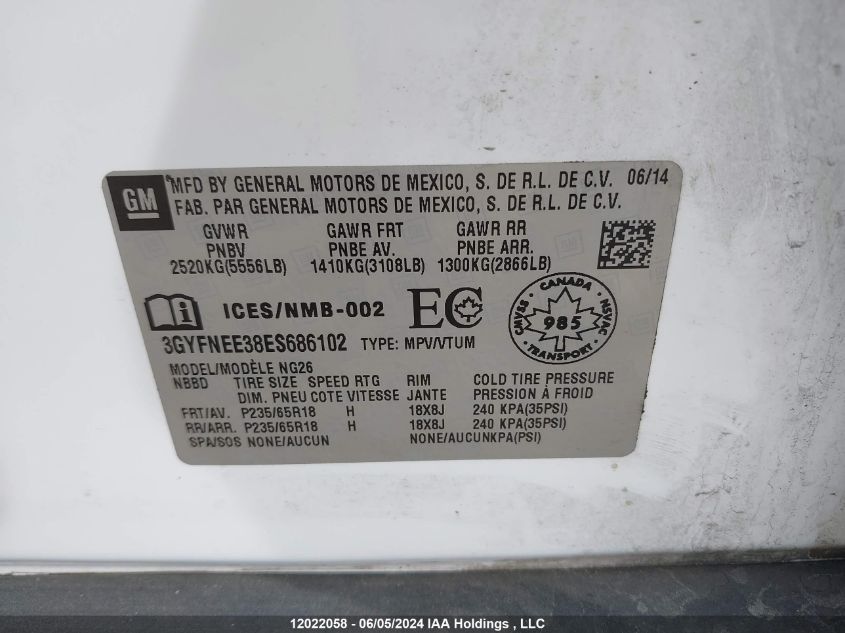 GM
MFD BY GENERAL MOTORS DE MEXICO, S. DE R.L. DE C.V. 06/14
FAB. PAR GENERAL MOTORS DE MEXICO, S. DE R.L. DE C.V.
GVWR GAWR FRT GAWR RR
PNBV PNBE AV. PNBE ARR.
2520KG(5556LB) 1410KG(3108LB) 1300KG(2866LB)
ICES/NMB-002 EC
CANADA
CMVSS 985 NSVAC
TRANSPORT
3GYFNEE38ES686102 TYPE: MPV/VTUM
MODEL/MODÈLE NG26
NBBD TIRE SIZE SPEED RTG RIM COLD TIRE PRESSURE
DIM. PNEU COTE VITESSE JANTE PRESSION À FROID
FRT/AV. P235/65R18 H 18X8J 240 KPA(35PSI)
RR/ARR. P235/65R18 H 18X8J 240 KPA(35PSI)
SPA/SOS NONE/AUCUN NONE/AUCUNKPA(PSI)
12022058 - 06/05/2024 IAA Holdings , LLC